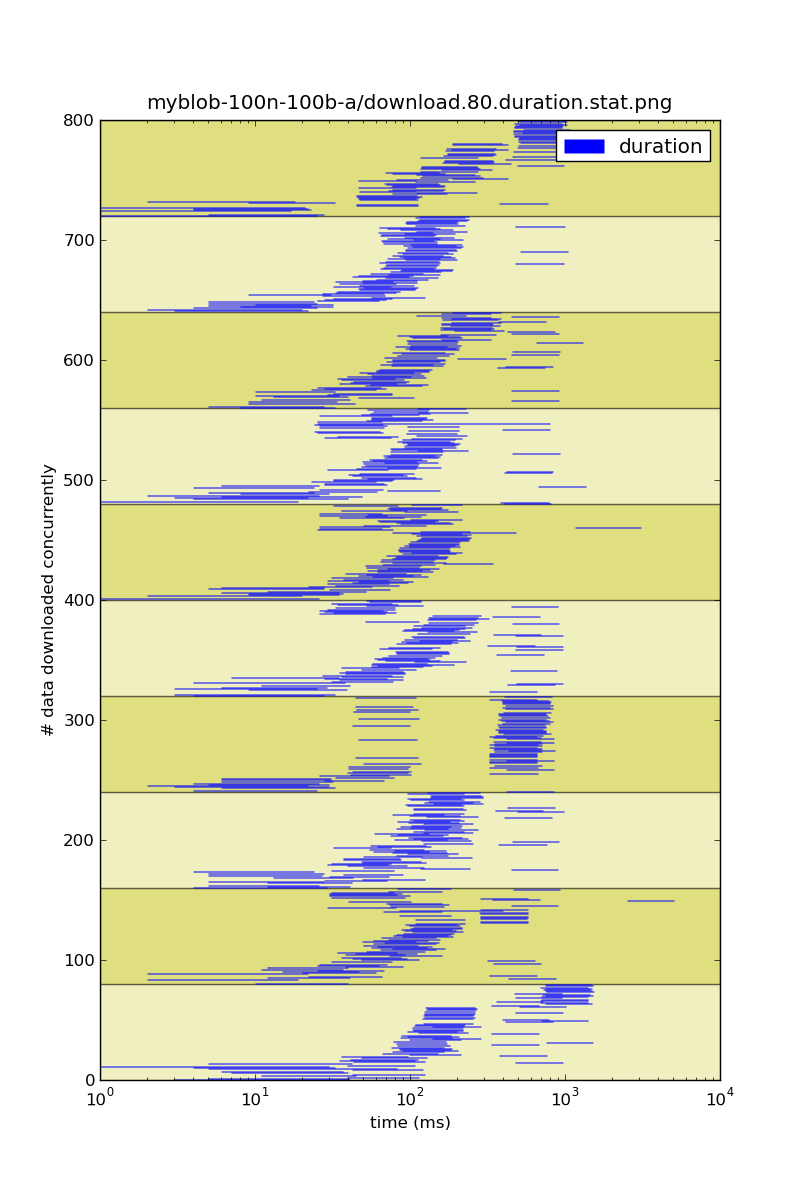 myblob-100n-100b-a/download.80.duration.stat.png
duration
800
700
600
500
400
300
200
100
0
# data downloaded concurrently
10^0 10^1 10^2 10^3 10^4
time (ms)